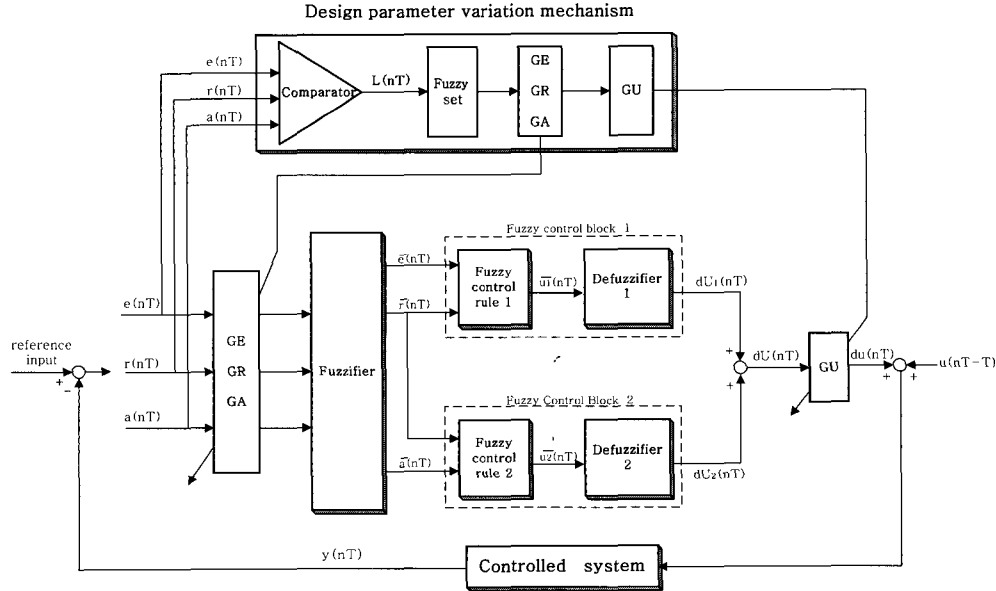 Design parameter variation mechanism
e(nT)
r(nT)
a(nT)
Comparator
L(nT)
Fuzzy
set
GE
GR
GA
GU
Fuzzy control block 1
Fuzzy
control
rule 1
u1(nT)
Defuzzifier
1
dU1(nT)
e(nT)
r(nT)
a(nT)
reference
input
+
-
GE
GR
GA
Fuzzifier
e(nT)
r(nT)
a(nT)
Fuzzy Control Block 2
Fuzzy
control
rule 2
u2(nT)
Defuzzifier
2
dU2(nT)
+
+
dU(nT)
GU
du(nT)
+
+
u(nT-T)
y(nT)
Controlled system